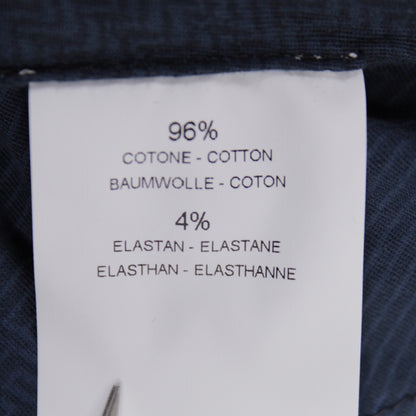 96%
COTONE - COTTON
BAUMWOLLE - COTON
4%
ELASTAN - ELASTANE
ELASTHAN - ELASTHANNE